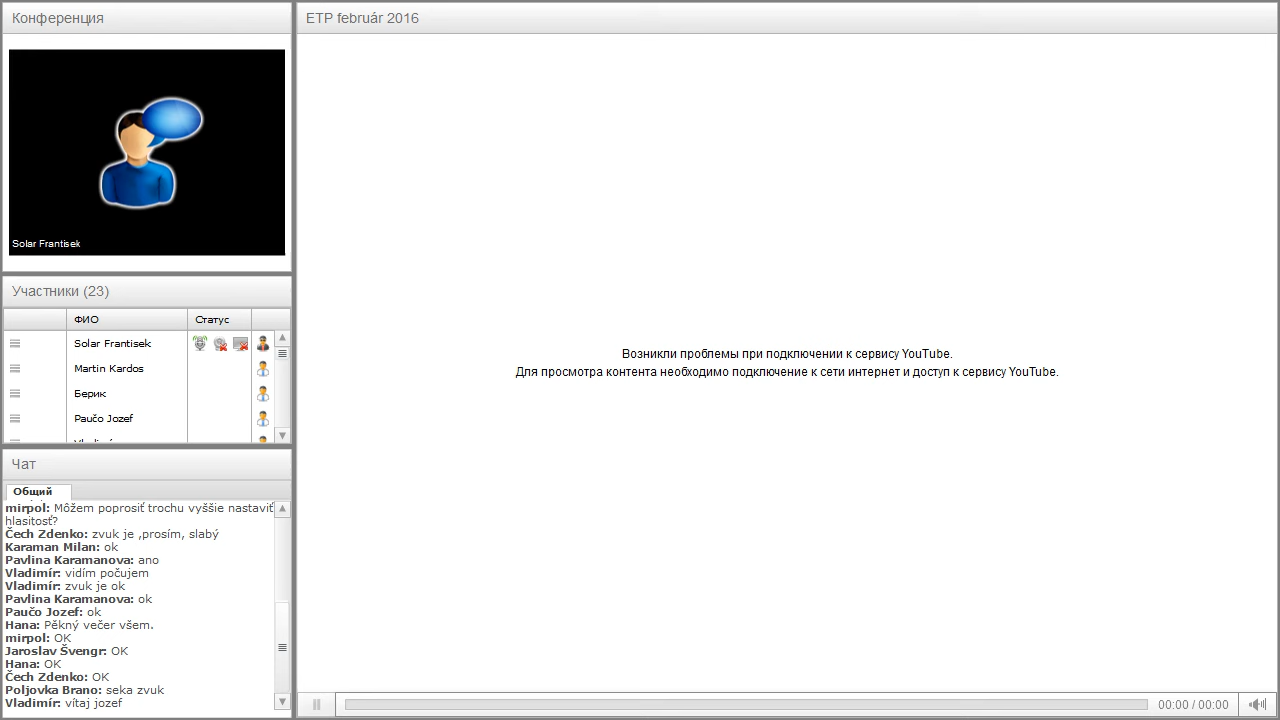 Конференция
Solar Frantisek
Участники (23)
ФИО Статус
Solar Frantisek
Martin Kardos
Берик
Paučo Jozef
Чат
Общий
mirpol: Môžem poprosiť trochu vyššie nastaviť
hlasitosť?
Čech Zdenko: zvuk je ,prosím, slabý
Karaman Milan: ok
Pavlina Karamanova: ano
Vladimír: vidím počujem
Vladimír: zvuk je ok
Pavlina Karamanova: ok
Paučo Jozef: ok
Hana: Pěkný večer všem.
mirpol: OK
Jaroslav Švengr: OK
Hana: OK
Čech Zdenko: OK
Poljovka Brano: seka zvuk
Vladimír: vítaj jozef
ETP február 2016
Возникли проблемы при подключении к сервису YouTube.
Для просмотра контента необходимо подключение к сети интернет и доступ к сервису YouTube.
00:00 / 00:00